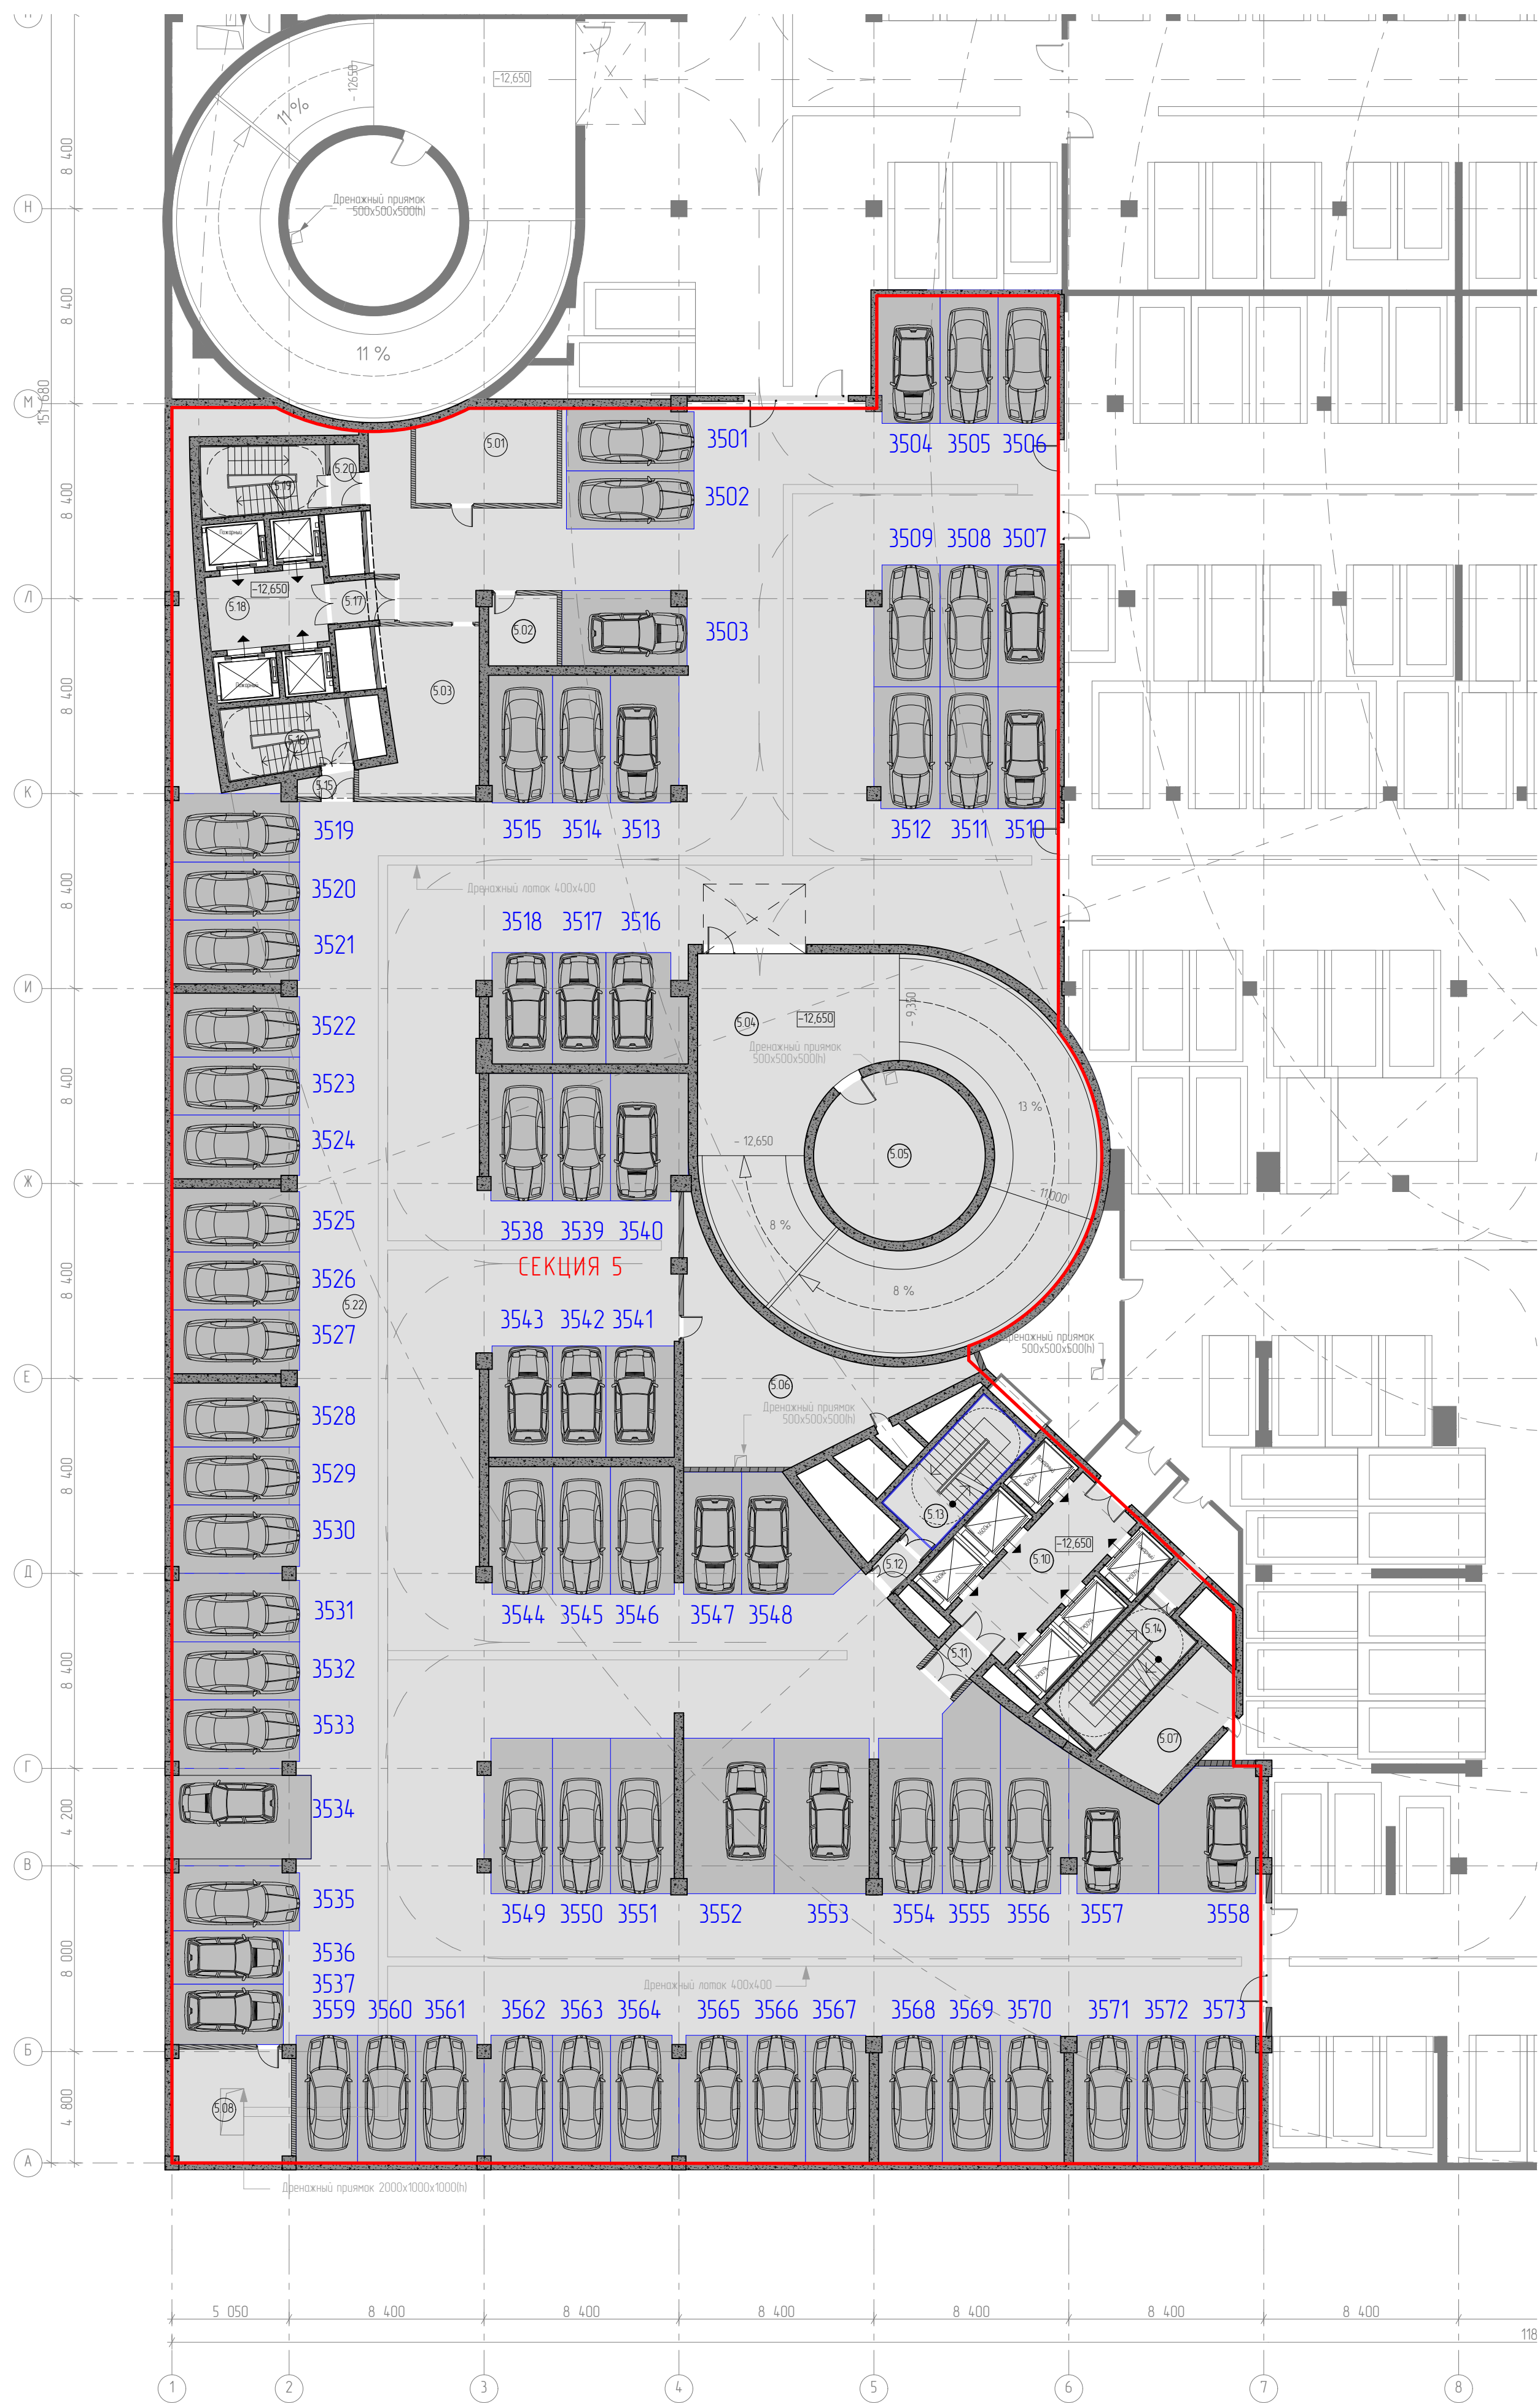 11 %
- 12650
-12,650
8 400
Н
Дренажный приямок
500x500x500(h)
8 400
11 %
М
151 680
5.01
3501
3504 3505 3506
5.20
5.19
3502
8 400
Пожарный
3509 3508 3507
Л
-12,650
5.18
5.17
5.02
3503
Пожарный
5.03
8 400
5.16
5.15
К
3519
3515 3514 3513
3512 3511 3510
3520
Дренажный лоток 400x400
8 400
3518 3517 3516
3521
И
- 9,350
5.04
-12,650
3522
Дренажный приямок
500x500x500(h)
3523
8 400
13 %
- 12,650
5.05
3524
Ж
- 11,000
3525
3538 3539 3540
8 %
СЕКЦИЯ 5
3526
8 400
8 %
5.22
3543 3542 3541
3527
Дренажный приямок
500x500x500(h)
Е
5.06
3528
Дренажный приямок
500x500x500(h)
3529
8 400
5.13
3530
-12,650
5.10
Д
5.12
3531
3544 3545 3546 3547 3548
5.14
5.11
3532
8 400
3533
5.07
Г
3534
4 200
В
3535
3549 3550 3551 3552 3553 3554 3555 3556 3557 3558
3536
8 000
3537
Дренажный лоток 400x400
3559 3560 3561 3562 3563 3564 3565 3566 3567 3568 3569 3570 3571 3572 3573
Б
5.08
4 800
А
Дренажный приямок 2000x1000x1000(h)
5 050 8 400 8 400 8 400 8 400 8 400 8 400
118
1 2 3 4 5 6 7 8